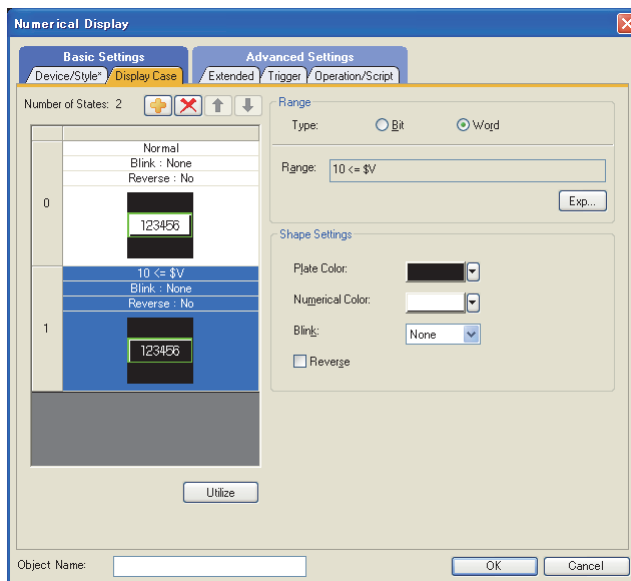 Numerical Display
Basic Settings
Advanced Settings
Device/Style*
Display Case
Extended
Trigger
Operation/Script
Number of States: 2
Normal
Blink : None
Reverse : No
0
123456
10 <= $V
Blink : None
Reverse : No
1
123456
Utilize
Range
Type:
Bit
Word
Range:
10 <= $V
Exp...
Shape Settings
Plate Color:
Numerical Color:
Blink:
None
Reverse
Object Name:
OK
Cancel